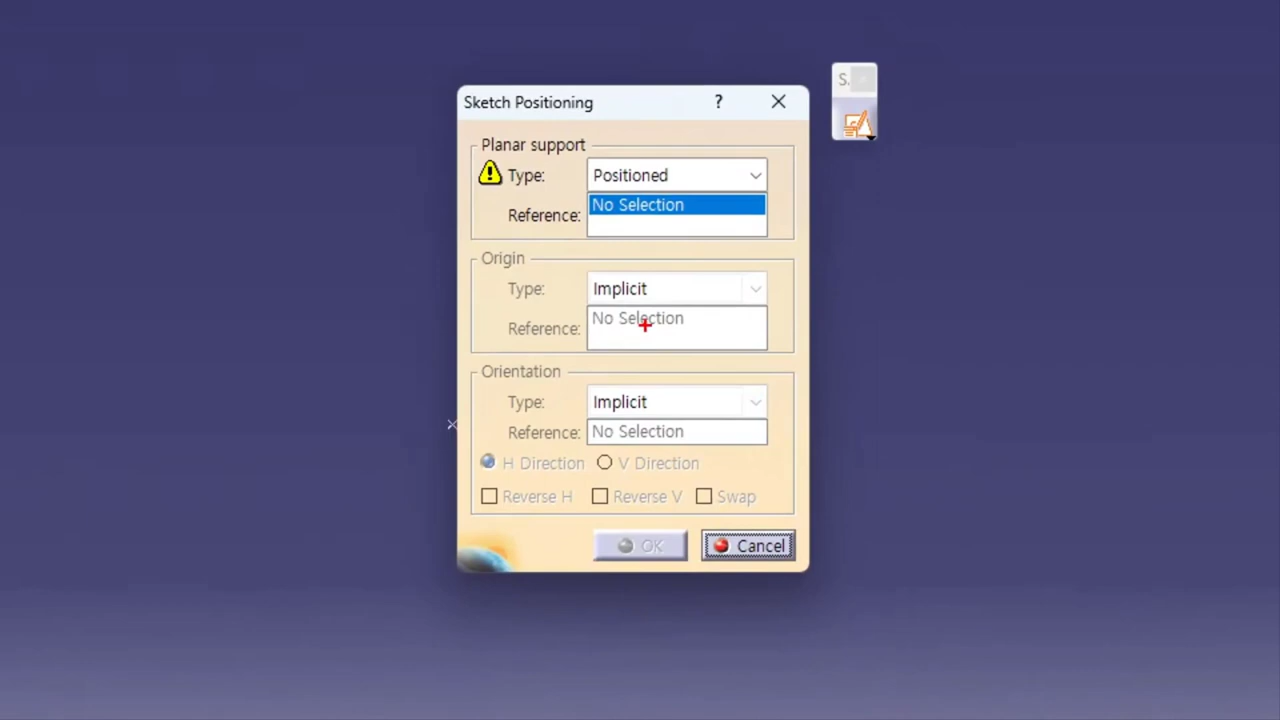 Sketch Positioning ?
S.
Planar support
Type: Positioned
Reference: No Selection
Origin
Type: Implicit
Reference: No Selection
Orientation
Type: Implicit
Reference: No Selection
H Direction V Direction
Reverse H Reverse V Swap
OK Cancel